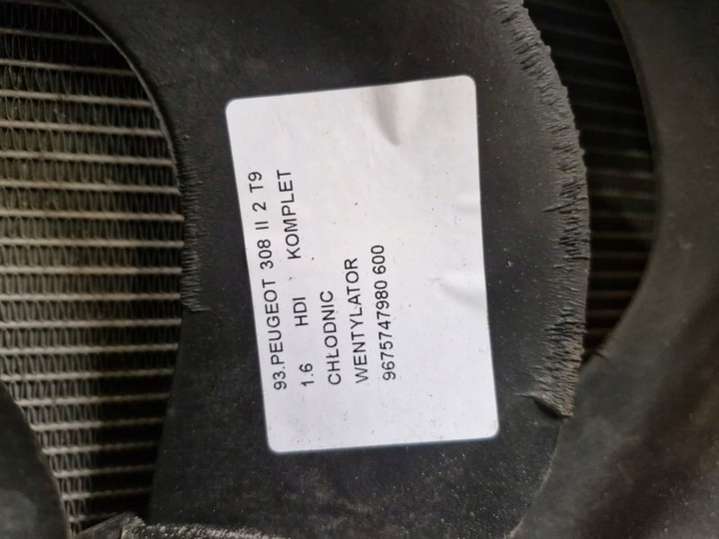 93.PEUGEOT 308 II 2 T9
1.6 HDI KOMPLET
CHŁODNIC
WENTYLATOR
9675747980 600